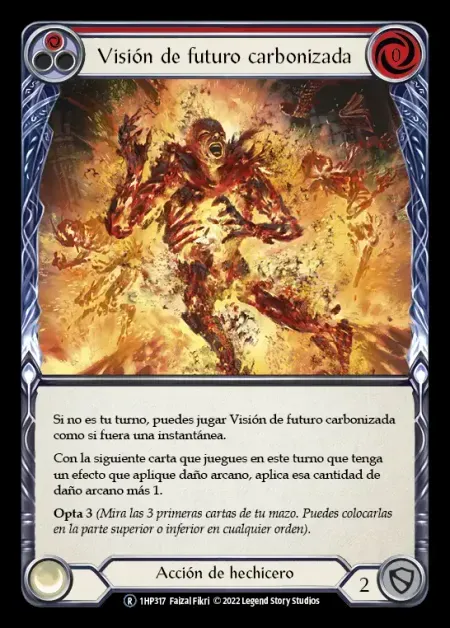 Visión de futuro carbonizada
0
Si no es tu turno, puedes jugar Visión de futuro carbonizada
como si fuera una instantánea.
Con la siguiente carta que juegues en este turno que tenga
un efecto que aplique daño arcano, aplica esa cantidad de
daño arcano más 1.
Opta 3 (Mira las 3 primeras cartas de tu mazo. Puedes colocarlas
en la parte superior o inferior en cualquier orden).
Acción de hechicero
2
R 1HP317 Faizal Fikri © 2022 Legend Story Studios